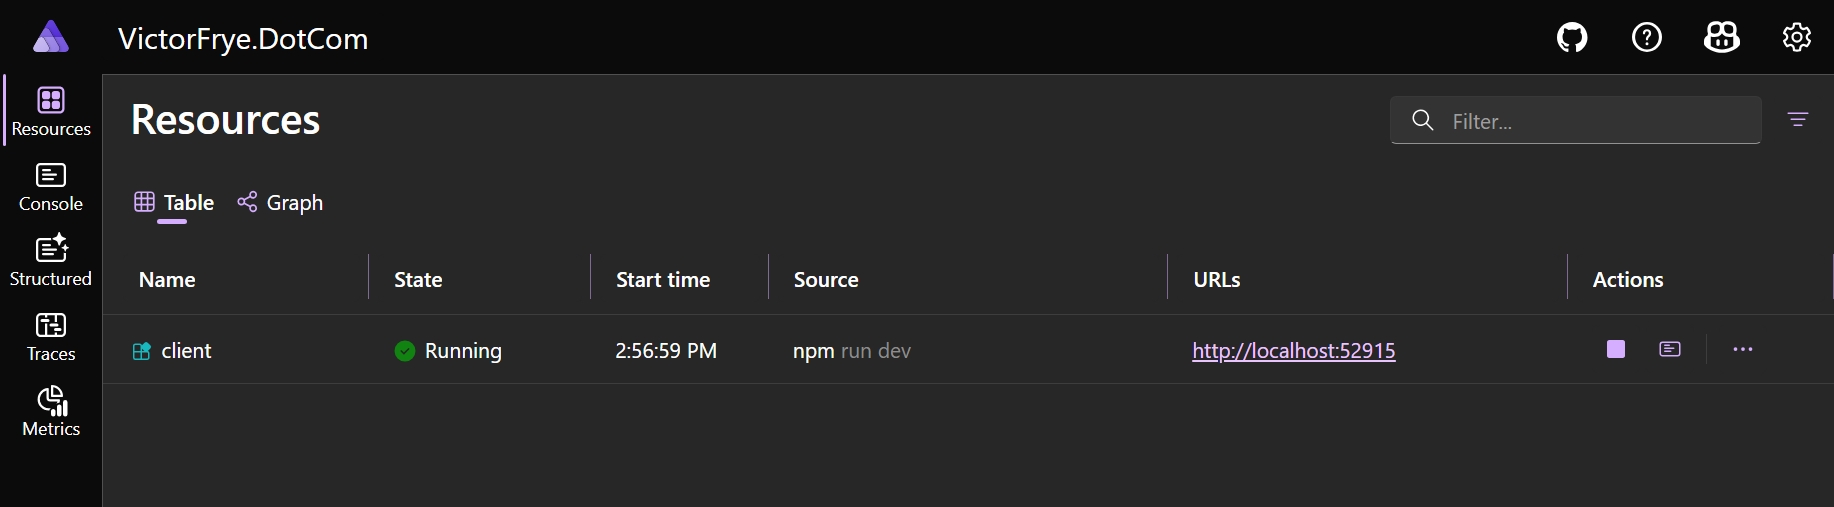 VictorFrye.DotCom
Resources
Console
Structured
Traces
Metrics
Resources
Filter...
Table Graph
Name State Start time Source URLs Actions
client Running 2:56:59 PM npm run dev http://localhost:52915